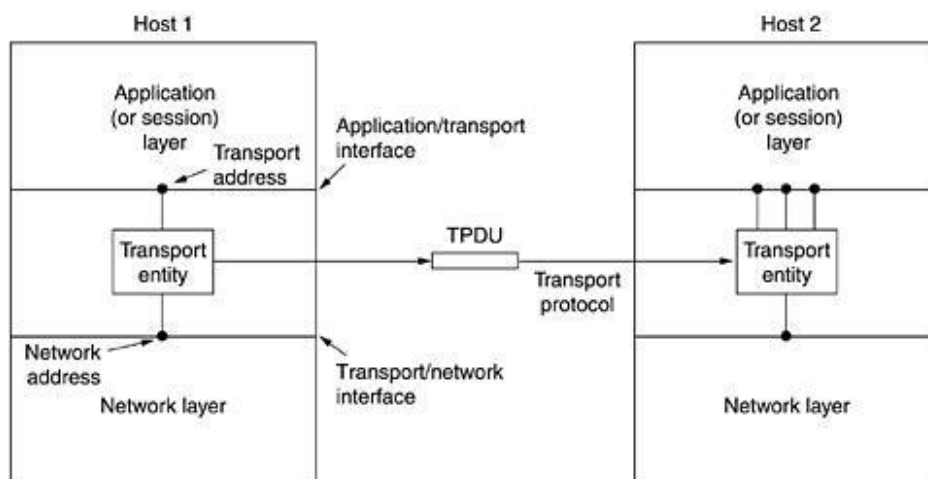 Host 1
Host 2
Application
(or session)
layer
Transport
address
Application/transport
interface
Application
(or session)
layer
Transport
entity
TPDU
Transport
protocol
Transport
entity
Network
address
Transport/network
interface
Network layer
Network layer